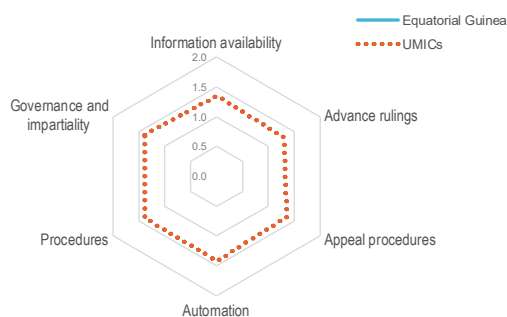 Equatorial Guinea
UMICs
Information availability
2.0
Governance and
impartiality
1.5
1.0
Advance rulings
0.5
0.0
Procedures
Appeal procedures
Automation